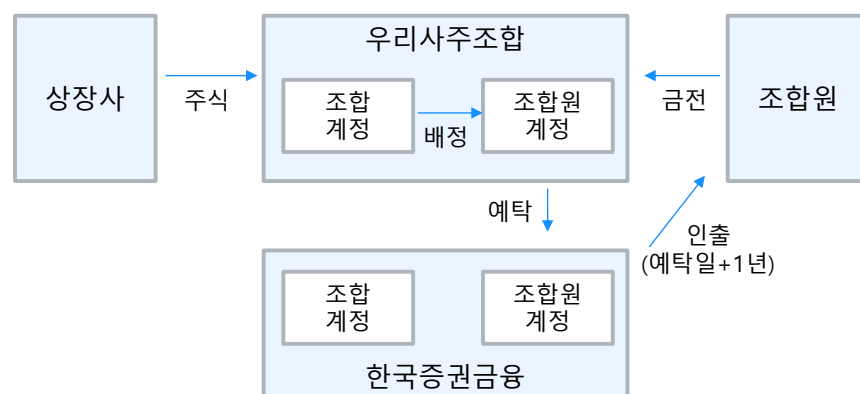 우리사주조합
상장사
주식
조합
계정
배정
조합원
계정
금전
조합원
예탁
인출
(예탁일+1년)
조합
계정
조합원
계정
한국증권금융